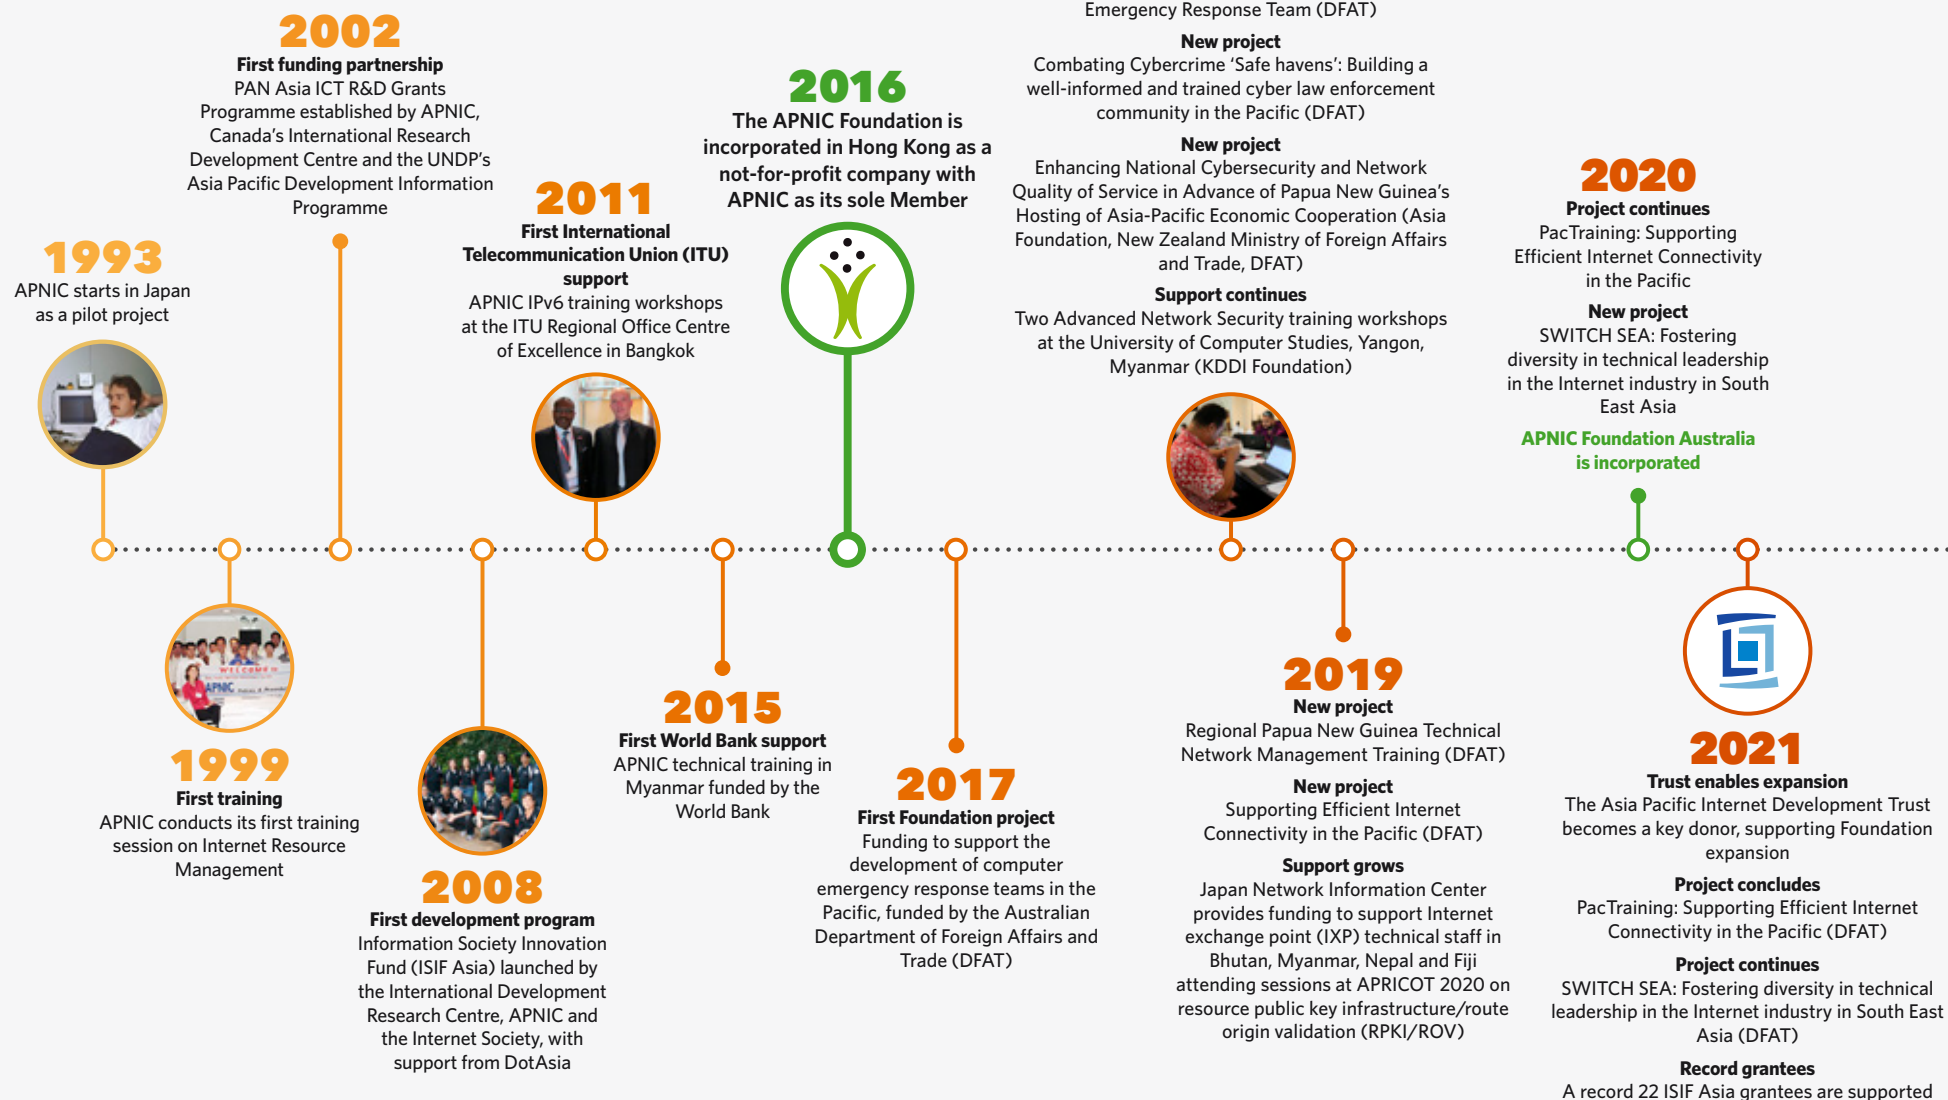 1993
APNIC starts in Japan
as a pilot project
WELCOME
APNIC
1999
First training
APNIC conducts its first training
session on Internet Resource
Management
2002
First funding partnership
PAN Asia ICT R&D Grants
Programme established by APNIC,
Canada's International Research
Development Centre and the UNDP's
Asia Pacific Development Information
Programme
2008
First development program
Information Society Innovation
Fund (ISIF Asia) launched by
the International Development
Research Centre, APNIC and
the Internet Society, with
support from DotAsia
2011
First International
Telecommunication Union (ITU)
support
APNIC IPv6 training workshops
at the ITU Regional Office Centre
of Excellence in Bangkok
2015
First World Bank support
APNIC technical training in
Myanmar funded by the
World Bank
2016
The APNIC Foundation is
incorporated in Hong Kong as a
not-for-profit company with
APNIC as its sole Member
2017
First Foundation project
Funding to support the
development of computer
emergency response teams in the
Pacific, funded by the Australian
Department of Foreign Affairs and
Trade (DFAT)
Emergency Response Team (DFAT)
New project
Combating Cybercrime ‘Safe havens’: Building a
well-informed and trained cyber law enforcement
community in the Pacific (DFAT)
New project
Enhancing National Cybersecurity and Network
Quality of Service in Advance of Papua New Guinea’s
Hosting of Asia-Pacific Economic Cooperation (Asia
Foundation, New Zealand Ministry of Foreign Affairs
and Trade, DFAT)
Support continues
Two Advanced Network Security training workshops
at the University of Computer Studies, Yangon,
Myanmar (KDDI Foundation)
2019
New project
Regional Papua New Guinea Technical
Network Management Training (DFAT)
New project
Supporting Efficient Internet
Connectivity in the Pacific (DFAT)
Support grows
Japan Network Information Center
provides funding to support Internet
exchange point (IXP) technical staff in
Bhutan, Myanmar, Nepal and Fiji
attending sessions at APRICOT 2020 on
resource public key infrastructure/route
origin validation (RPKI/ROV)
2020
Project continues
PacTraining: Supporting
Efficient Internet Connectivity
in the Pacific
New project
SWITCH SEA: Fostering
diversity in technical leadership
in the Internet industry in South
East Asia
APNIC Foundation Australia
is incorporated
2021
Trust enables expansion
The Asia Pacific Internet Development Trust
becomes a key donor, supporting Foundation
expansion
Project concludes
PacTraining: Supporting Efficient Internet
Connectivity in the Pacific (DFAT)
Project continues
SWITCH SEA: Fostering diversity in technical
leadership in the Internet industry in South East
Asia (DFAT)
Record grantees
A record 22 ISIF Asia grantees are supported